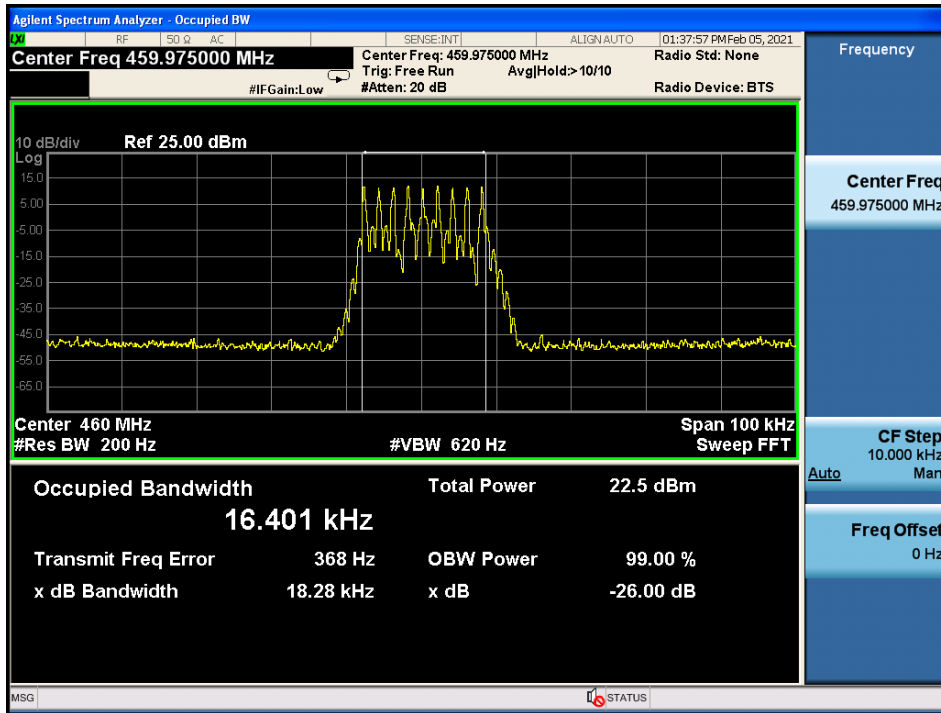 Agilent Spectrum Analyzer - Occupied BW
LXI RF 50 Ω AC SENSE:INT ALIGN AUTO 01:37:57 PM Feb 05, 2021
Center Freq 459.975000 MHz
Center Freq: 459.975000 MHz Radio Std: None
Trig: Free Run Avg|Hold:> 10/10
#IFGain:Low #Atten: 20 dB Radio Device: BTS
10 dB/div Ref 25.00 dBm
Log
15.0
5.00
-5.00
-15.0
-25.0
-35.0
-45.0
-55.0
-65.0
Center 460 MHz Span 100 kHz
#Res BW 200 Hz #VBW 620 Hz Sweep FFT
Occupied Bandwidth Total Power 22.5 dBm
16.401 kHz
Transmit Freq Error 368 Hz OBW Power 99.00 %
x dB Bandwidth 18.28 kHz x dB -26.00 dB
MSG STATUS
Frequency
Center Freq
459.975000 MHz
CF Step
10.000 kHz
Auto Man
Freq Offset
0 Hz